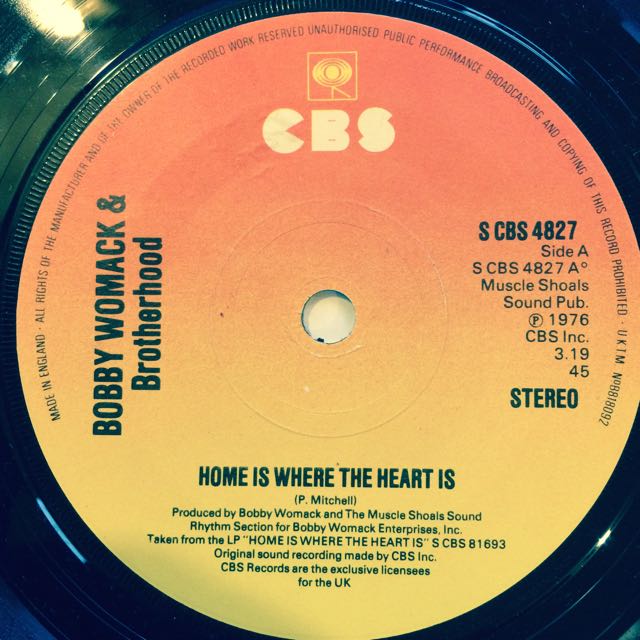 MADE IN ENGLAND · ALL RIGHTS OF THE MANUFACTURER AND OF THE OWNER OF THE RECORDED WORK RESERVED UNAUTHORISED PUBLIC PERFORMANCE BROADCASTING AND COPYING OF THIS RECORD PROHIBITED · U.K.T.M. Nº8818092
CBS
BOBBY WOMACK &
Brotherhood
S CBS 4827
Side A
S CBS 4827 A°
Muscle Shoals
Sound Pub.
℗ 1976
CBS Inc.
3.19
45
STEREO
HOME IS WHERE THE HEART IS
(P. Mitchell)
Produced by Bobby Womack and The Muscle Shoals Sound
Rhythm Section for Bobby Womack Enterprises, Inc.
Taken from the LP "HOME IS WHERE THE HEART IS" S CBS 81693
Original sound recording made by CBS Inc.
CBS Records are the exclusive licensees
for the UK